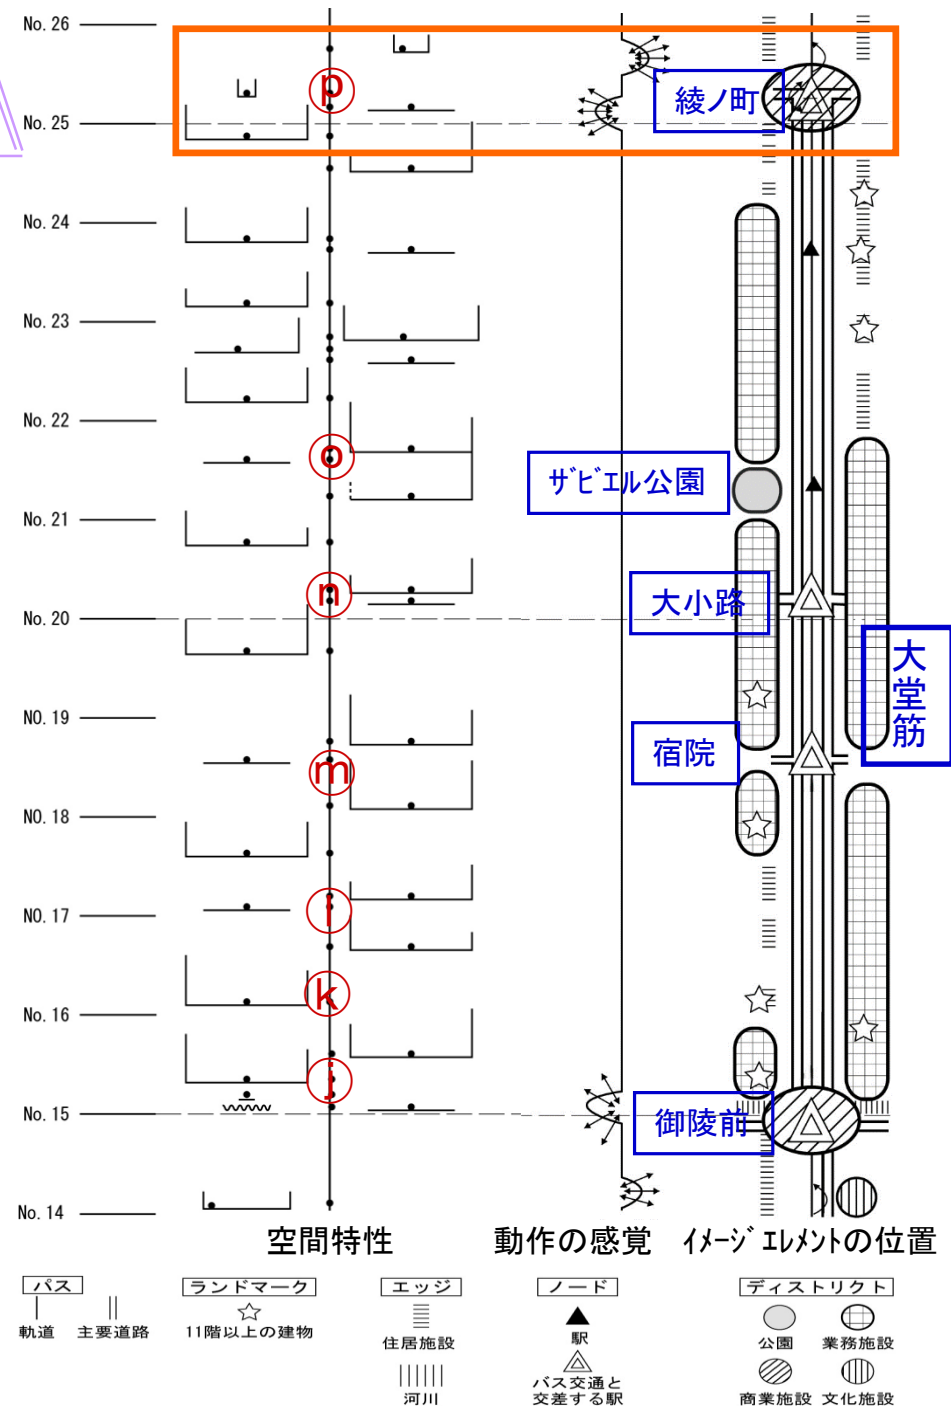 No. 26
p
綾ノ町
No. 25
No. 24
No. 23
No. 22
o
ザビエル公園
No. 21
n
大小路
No. 20
大堂筋
NO. 19
宿院
m
NO. 18
l
NO. 17
k
No. 16
j
No. 15
御陵前
No. 14
空間特性 動作の感覚 イメージエレメントの位置
パス ランドマーク エッジ ノード ディストリクト
軌道 主要道路 11階以上の建物 住居施設 駅 公園 業務施設
河川 バス交通と交差する駅 商業施設 文化施設